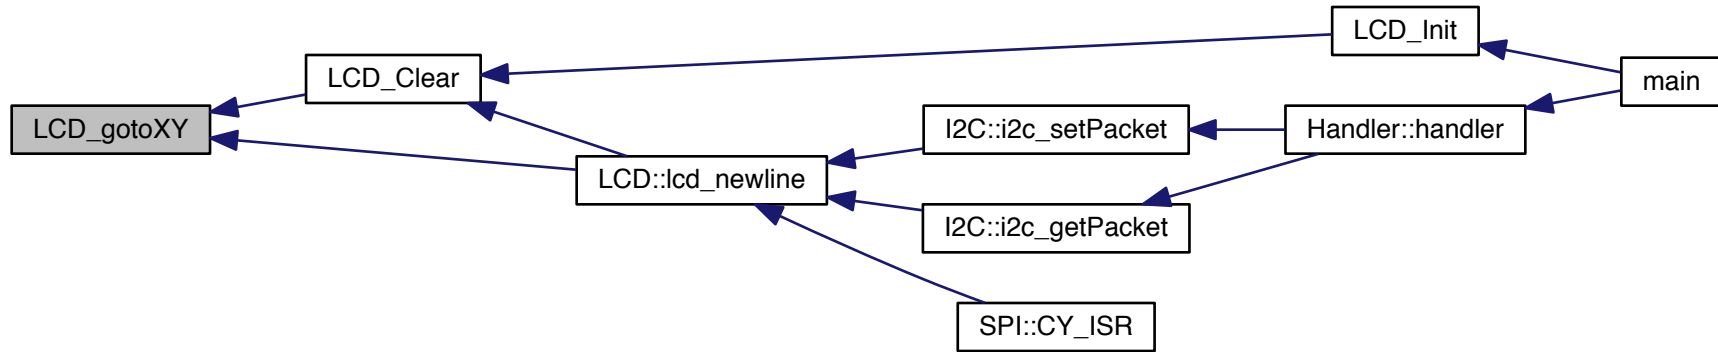 LCD_Init
LCD_Clear
main
LCD_gotoXY
I2C::i2c_setPacket
Handler::handler
LCD::lcd_newline
I2C::i2c_getPacket
SPI::CY_ISR